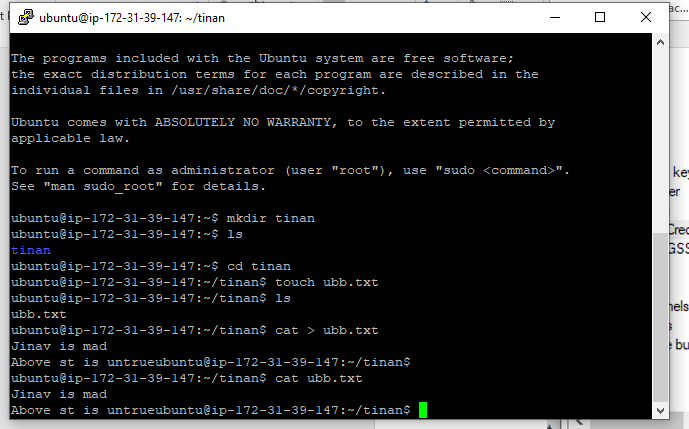 ac...
ubuntu@ip-172-31-39-147: ~/tinan
The programs included with the Ubuntu system are free software;
the exact distribution terms for each program are described in the
individual files in /usr/share/doc/*/copyright.
Ubuntu comes with ABSOLUTELY NO WARRANTY, to the extent permitted by
applicable law.
To run a command as administrator (user "root"), use "sudo <command>".
See "man sudo_root" for details.
ubuntu@ip-172-31-39-147:~$ mkdir tinan
ubuntu@ip-172-31-39-147:~$ ls
tinan
ubuntu@ip-172-31-39-147:~$ cd tinan
ubuntu@ip-172-31-39-147:~/tinan$ touch ubb.txt
ubuntu@ip-172-31-39-147:~/tinan$ ls
ubb.txt
ubuntu@ip-172-31-39-147:~/tinan$ cat > ubb.txt
Jinav is mad
Above st is untrueubuntu@ip-172-31-39-147:~/tinan$
ubuntu@ip-172-31-39-147:~/tinan$ cat ubb.txt
Jinav is mad
Above st is untrueubuntu@ip-172-31-39-147:~/tinan$